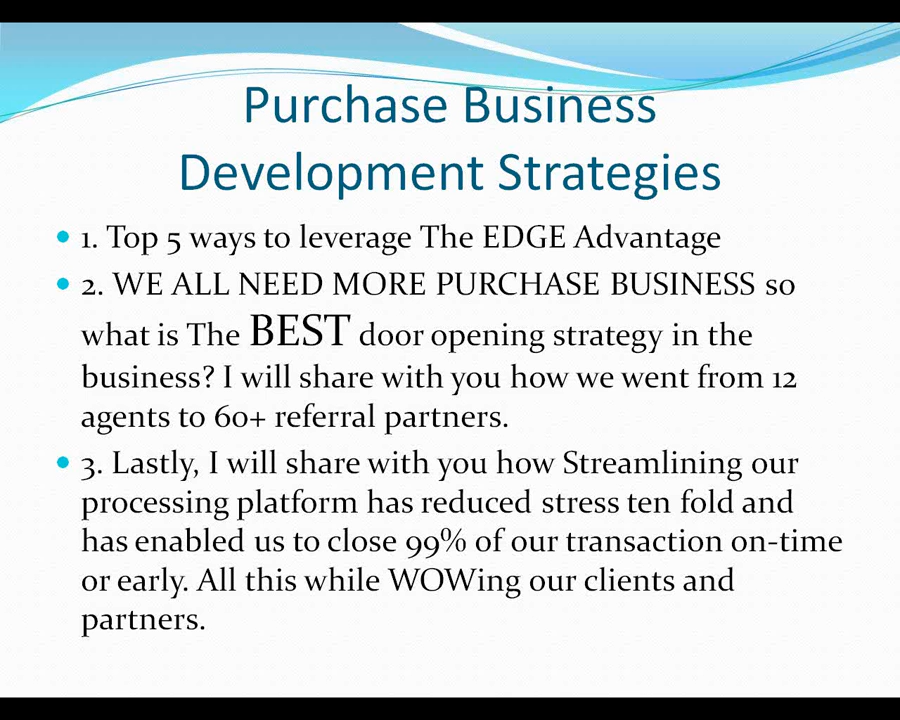 Purchase Business
Development Strategies
• 1. Top 5 ways to leverage The EDGE Advantage
• 2. WE ALL NEED MORE PURCHASE BUSINESS so
what is The BEST door opening strategy in the
business? I will share with you how we went from 12
agents to 60+ referral partners.
• 3. Lastly, I will share with you how Streamlining our
processing platform has reduced stress ten fold and
has enabled us to close 99% of our transaction on-time
or early. All this while WOWing our clients and
partners.